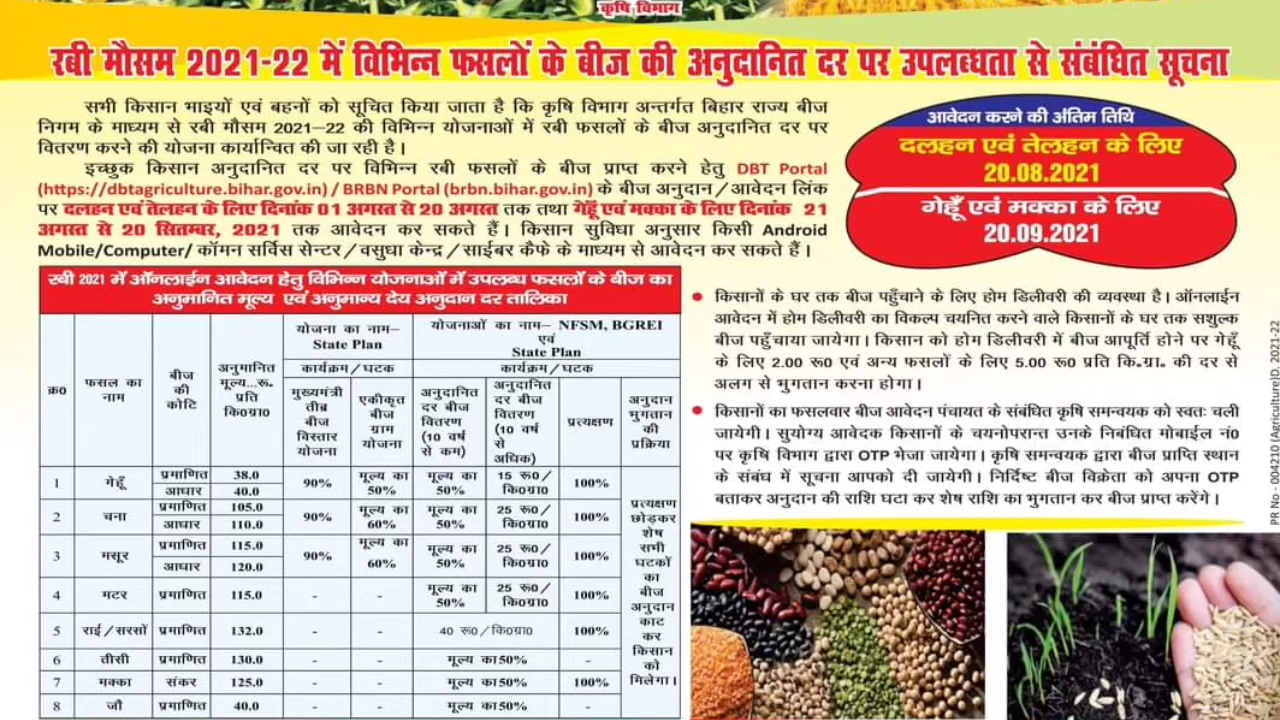 कृषि विभाग
रबी मौसम 2021-22 में विभिन्न फसलों के बीज की अनुदानित दर पर उपलब्धता से संबंधित सूचना
सभी किसान भाइयों एवं बहनों को सूचित किया जाता है कि कृषि विभाग अन्तर्गत बिहार राज्य बीज
निगम के माध्यम से रबी मौसम 2021–22 की विभिन्न योजनाओं में रबी फसलों के बीज अनुदानित दर पर
वितरण करने की योजना कार्यान्वित की जा रही है।
इच्छुक किसान अनुदानित दर पर विभिन्न रबी फसलों के बीज प्राप्त करने हेतु DBT Portal
(https://dbtagriculture.bihar.gov.in) / BRBN Portal (brbn.bihar.gov.in) के बीज अनुदान/आवेदन लिंक
पर दलहन एवं तेलहन के लिए दिनांक 01 अगस्त से 20 अगस्त तक तथा गेहूँ एवं मक्का के लिए दिनांक 21
अगस्त से 20 सितम्बर, 2021 तक आवेदन कर सकते हैं। किसान सुविधा अनुसार किसी Android
Mobile/Computer/ कॉमन सर्विस सेन्टर/वसुधा केन्द्र/साईबर कैफे के माध्यम से आवेदन कर सकते हैं।
आवेदन करने की अंतिम तिथि
दलहन एवं तेलहन के लिए
20.08.2021
गेहूँ एवं मक्का के लिए
20.09.2021
रबी 2021 में ऑनलाईन आवेदन हेतु विभिन्न योजनाओं में उपलब्ध फसलों के बीज का
अनुमानित मूल्य एवं अनुमान्य देय अनुदान दर तालिका
क्र0
फसल का
नाम
बीज
की
कोटि
अनुमानित
मूल्य...रू.
प्रति
कि0ग्रा0
योजना का नाम–
State Plan
योजनाओं का नाम– NFSM, BGREI
एवं
State Plan
कार्यक्रम/घटक
कार्यक्रम/घटक
मुख्यमंत्री
तीव्र
बीज
विस्तार
योजना
एकीकृत
बीज
ग्राम
योजना
अनुदानित
दर बीज
वितरण
(10 वर्ष
से कम)
अनुदानित
दर बीज
वितरण
(10 वर्ष
से
अधिक)
प्रत्यक्षण
अनुदान
भुगतान
की
प्रक्रिया
1 गेहूँ प्रमाणित 38.0 90% मूल्य का 50% मूल्य का 50% 15 रू0/कि0ग्रा0 100%
आधार 40.0
2 चना प्रमाणित 105.0 90% मूल्य का 60% मूल्य का 50% 25 रू0/कि0ग्रा0 100%
आधार 110.0
3 मसूर प्रमाणित 115.0 90% मूल्य का 60% मूल्य का 50% 25 रू0/कि0ग्रा0 100%
आधार 120.0
4 मटर प्रमाणित 115.0 - - मूल्य का 50% 25 रू0/कि0ग्रा0 100%
5 राई/सरसों प्रमाणित 132.0 - - 40 रू0/कि0ग्रा0 100%
6 तीसी प्रमाणित 130.0 - - मूल्य का 50% -
7 मक्का संकर 125.0 - - मूल्य का 50% 100%
8 जौ प्रमाणित 40.0 - - मूल्य का 50% -
प्रत्यक्षण
छोड़कर
शेष
सभी
घटकों
का
बीज
अनुदान
काट
कर
किसान
को
मिलेगा।
• किसानों के घर तक बीज पहुँचाने के लिए होम डिलीवरी की व्यवस्था है। ऑनलाईन
आवेदन में होम डिलीवरी का विकल्प चयनित करने वाले किसानों के घर तक सशुल्क
बीज पहुँचाया जायेगा। किसान को होम डिलीवरी में बीज आपूर्ति होने पर गेहूँ
के लिए 2.00 रू0 एवं अन्य फसलों के लिए 5.00 रू0 प्रति कि.ग्रा. की दर से
अलग से भुगतान करना होगा।
• किसानों का फसलवार बीज आवेदन पंचायत के संबंधित कृषि समन्वयक को स्वतः चली
जायेगी। सुयोग्य आवेदक किसानों के चयनोपरान्त उनके निबंधित मोबाईल नं0
पर कृषि विभाग द्वारा OTP भेजा जायेगा। कृषि समन्वयक द्वारा बीज प्राप्ति स्थान
के संबंध में सूचना आपको दी जायेगी। निर्दिष्ट बीज विक्रेता को अपना OTP
बताकर अनुदान की राशि घटा कर शेष राशि का भुगतान कर बीज प्राप्त करेंगे।
PR No - 004210 (Agriculture)D. 2021-22